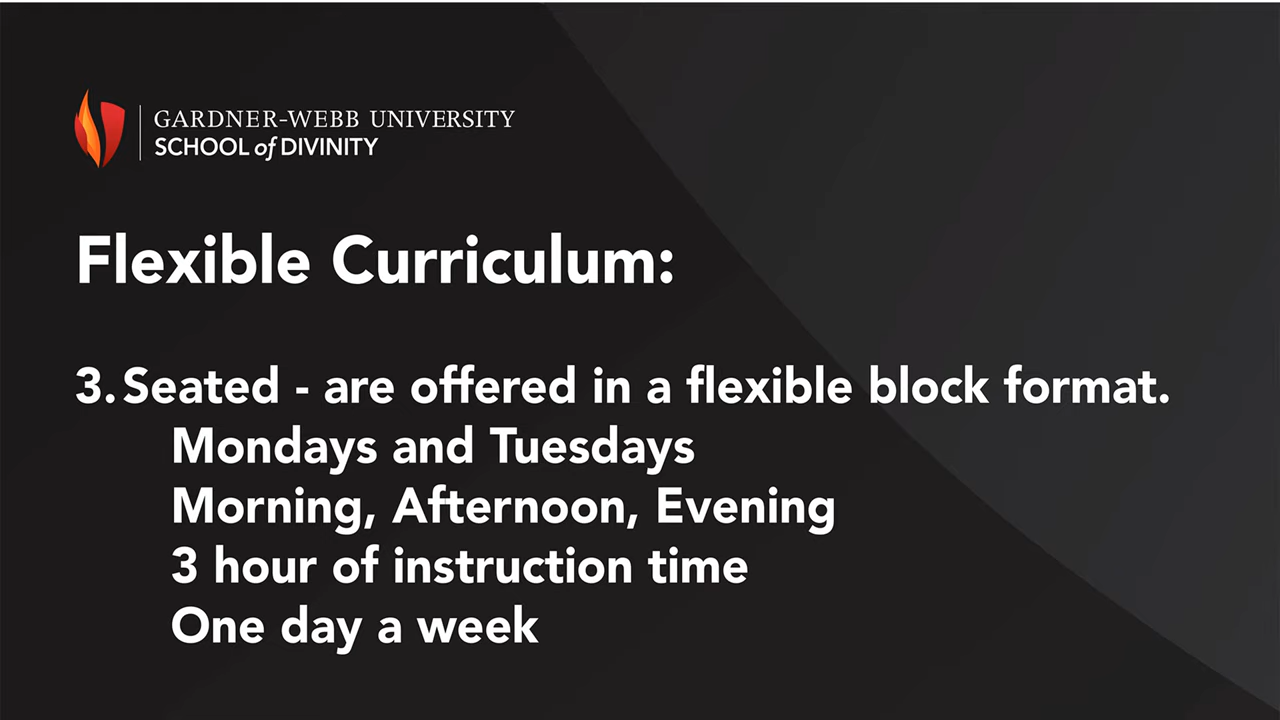 GARDNER-WEBB UNIVERSITY
SCHOOL of DIVINITY
Flexible Curriculum:
3. Seated - are offered in a flexible block format.
Mondays and Tuesdays
Morning, Afternoon, Evening
3 hour of instruction time
One day a week